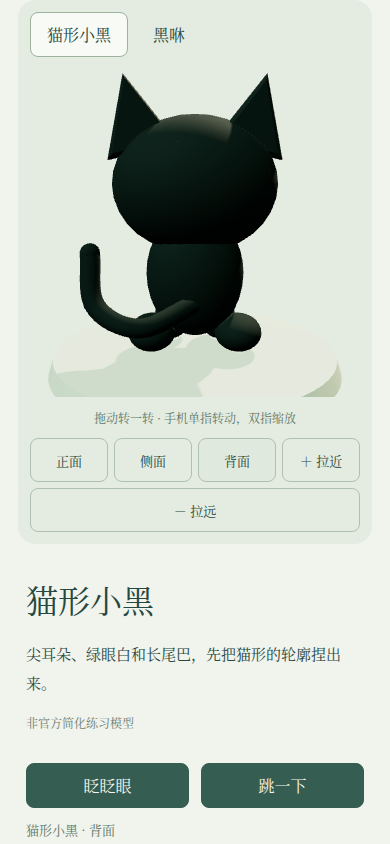 猫形小黑
黑咻
拖动转一转 · 手机单指转动，双指缩放
正面
侧面
背面
＋ 拉近
－ 拉远
猫形小黑
尖耳朵、绿眼白和长尾巴，先把猫形的轮廓捏出
来。
非官方简化练习模型
眨眨眼
跳一下
猫形小黑 · 背面